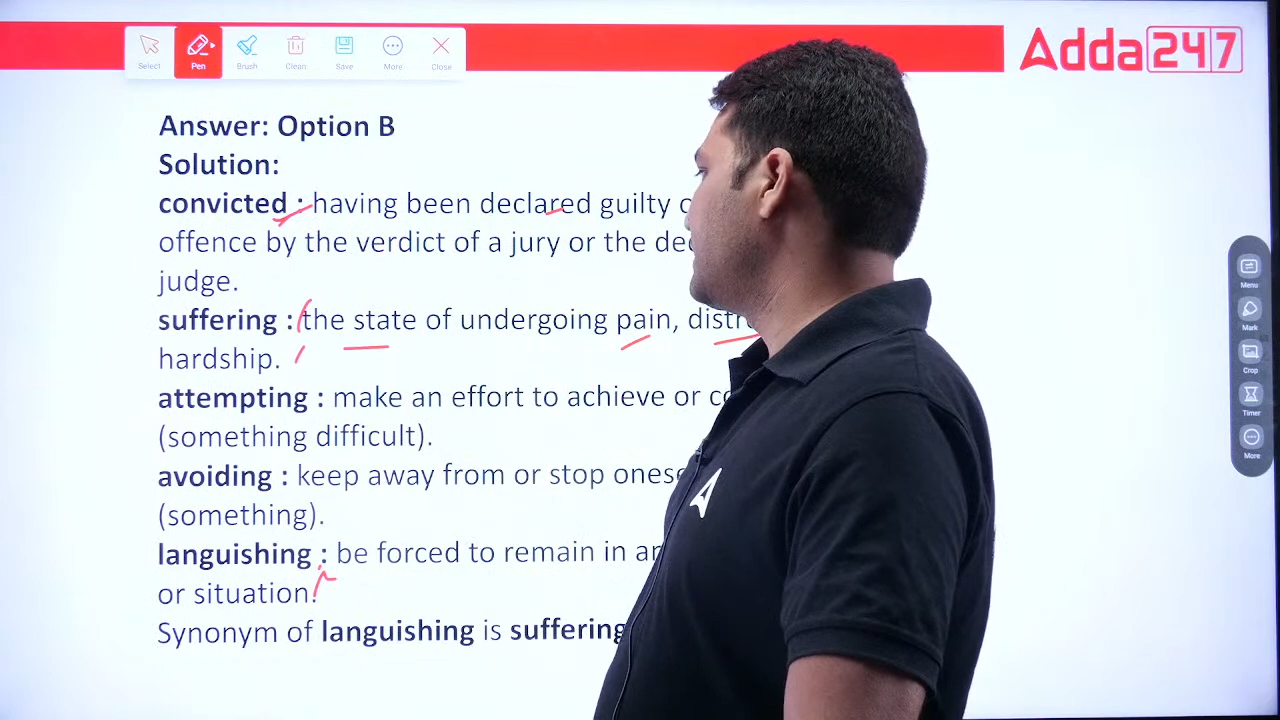 Select
Pen
Brush
Clean
Save
More
Close
Adda247
Answer: Option B
Solution:
convicted : having been declared guilty
offence by the verdict of a jury or the
judge.
suffering : the state of undergoing pain,
hardship.
attempting : make an effort to achieve or
(something difficult).
avoiding : keep away from or stop
(something).
languishing : be forced to remain in
or situation.
Synonym of languishing is suffering
Menu
Mark
Crop
Timer
More